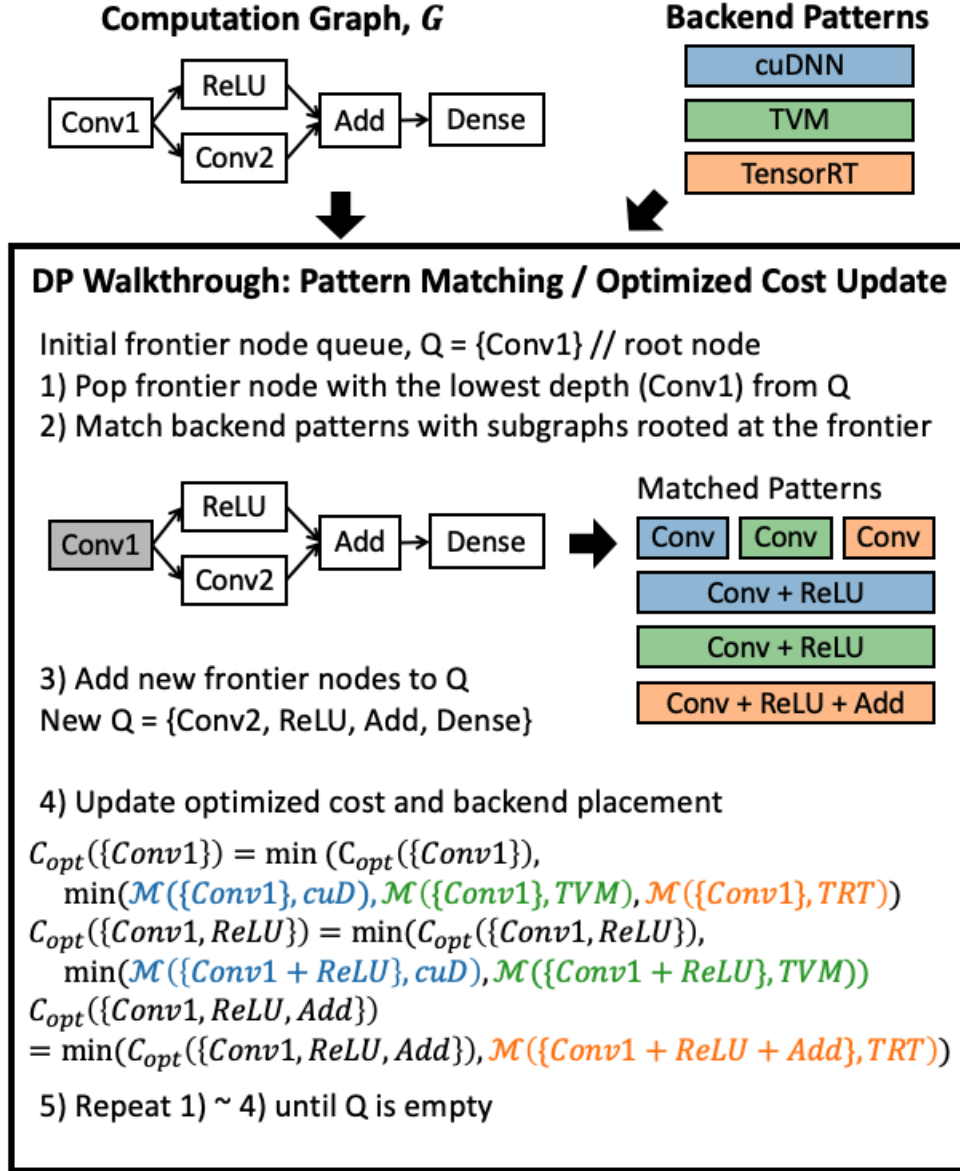 Computation Graph, G
Backend Patterns
Conv1
ReLU
Conv2
Add
Dense
cuDNN
TVM
TensorRT
DP Walkthrough: Pattern Matching / Optimized Cost Update
Initial frontier node queue, Q = {Conv1} // root node
1) Pop frontier node with the lowest depth (Conv1) from Q
2) Match backend patterns with subgraphs rooted at the frontier
Conv1
ReLU
Conv2
Add
Dense
Matched Patterns
Conv Conv Conv
Conv + ReLU
Conv + ReLU
Conv + ReLU + Add
3) Add new frontier nodes to Q
New Q = {Conv2, ReLU, Add, Dense}
4) Update optimized cost and backend placement
C_opt({Conv1}) = min (C_opt({Conv1}),
min(ℳ({Conv1}, cuD), ℳ({Conv1}, TVM), ℳ({Conv1}, TRT))
C_opt({Conv1, ReLU}) = min(C_opt({Conv1, ReLU}),
min(ℳ({Conv1 + ReLU}, cuD), ℳ({Conv1 + ReLU}, TVM))
C_opt({Conv1, ReLU, Add})
= min(C_opt({Conv1, ReLU, Add}), ℳ({Conv1 + ReLU + Add}, TRT))
5) Repeat 1) ~ 4) until Q is empty